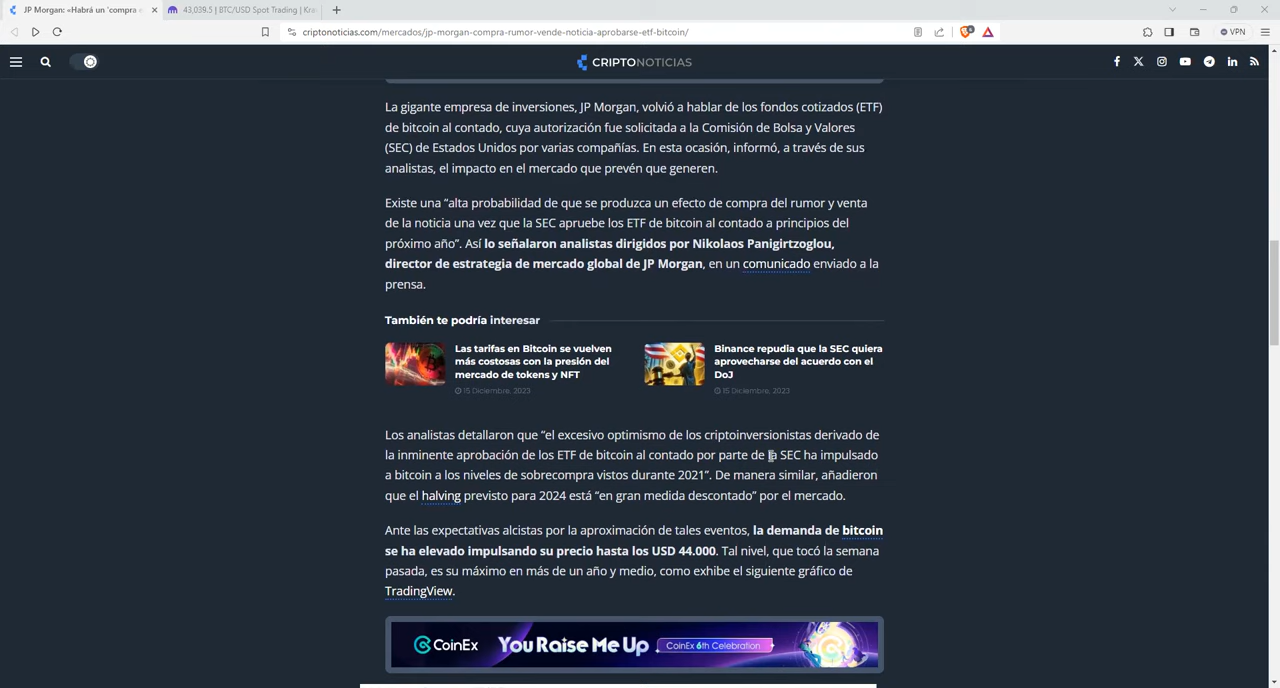 JP Morgan: «Habrá un 'compra e
43,039.5 | BTC/USD Spot Trading | Kra
criptonoticias.com/mercados/jp-morgan-compra-rumor-vende-noticia-aprobarse-etf-bitcoin/
VPN
CRIPTONOTICIAS
La gigante empresa de inversiones, JP Morgan, volvió a hablar de los fondos cotizados (ETF)
de bitcoin al contado, cuya autorización fue solicitada a la Comisión de Bolsa y Valores
(SEC) de Estados Unidos por varias compañías. En esta ocasión, informó, a través de sus
analistas, el impacto en el mercado que prevén que generen.
Existe una “alta probabilidad de que se produzca un efecto de compra del rumor y venta
de la noticia una vez que la SEC apruebe los ETF de bitcoin al contado a principios del
próximo año”. Así lo señalaron analistas dirigidos por Nikolaos Panigirtzoglou,
director de estrategia de mercado global de JP Morgan, en un comunicado enviado a la
prensa.
También te podría interesar
Las tarifas en Bitcoin se vuelven
más costosas con la presión del
mercado de tokens y NFT
15 Diciembre, 2023
Binance repudia que la SEC quiera
aprovecharse del acuerdo con el
DoJ
15 Diciembre, 2023
Los analistas detallaron que “el excesivo optimismo de los criptoinversionistas derivado de
la inminente aprobación de los ETF de bitcoin al contado por parte de la SEC ha impulsado
a bitcoin a los niveles de sobrecompra vistos durante 2021”. De manera similar, añadieron
que el halving previsto para 2024 está “en gran medida descontado” por el mercado.
Ante las expectativas alcistas por la aproximación de tales eventos, la demanda de bitcoin
se ha elevado impulsando su precio hasta los USD 44.000. Tal nivel, que tocó la semana
pasada, es su máximo en más de un año y medio, como exhibe el siguiente gráfico de
TradingView.
CoinEx You Raise Me Up CoinEx 6th Celebration